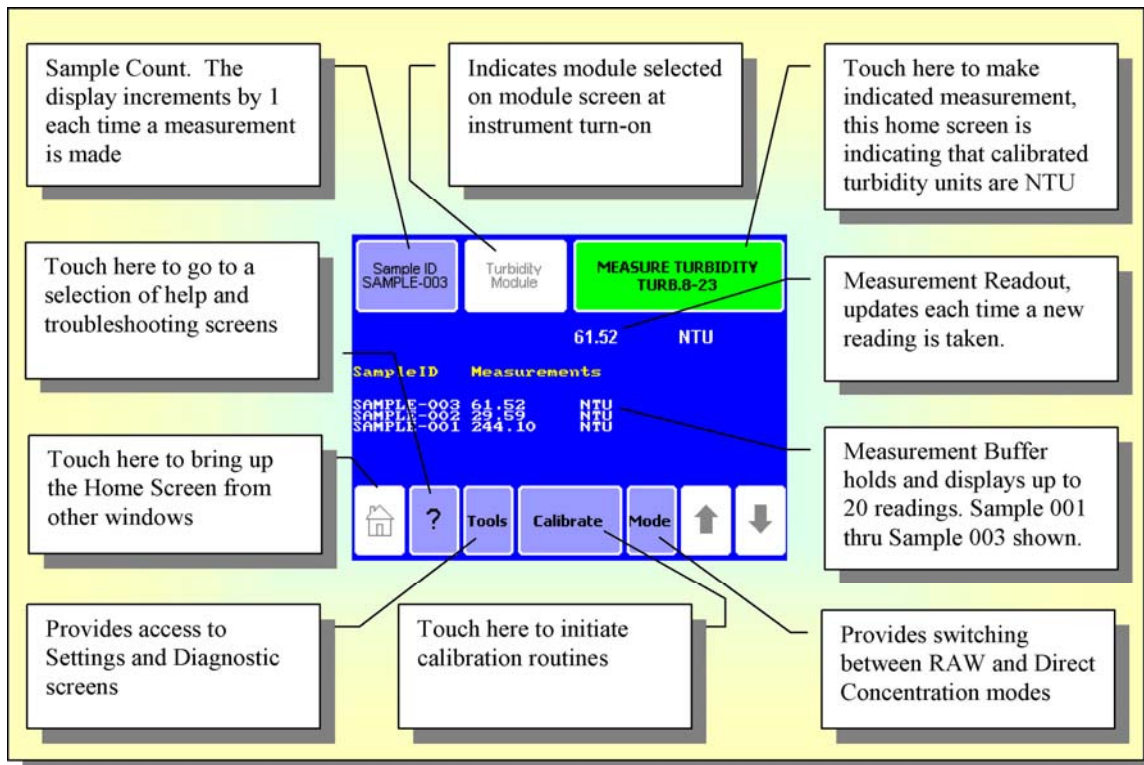 Sample Count.  The
display increments by 1
each time a measurement
is made
Indicates module selected
on module screen at
instrument turn-on
Touch here to make
indicated measurement,
this home screen is
indicating that calibrated
turbidity units are NTU
Touch here to go to a
selection of help and
troubleshooting screens
Sample ID
SAMPLE-003
Turbidity
Module
MEASURE TURBIDITY
TURB.8-23
61.52 NTU
SampleID Measurements
SAMPLE-003 61.52 NTU
SAMPLE-002 29.59 NTU
SAMPLE-001 244.10 NTU
Measurement Readout,
updates each time a new
reading is taken.
Touch here to bring up
the Home Screen from
other windows
? Tools Calibrate Mode
Measurement Buffer
holds and displays up to
20 readings. Sample 001
thru Sample 003 shown.
Provides access to
Settings and Diagnostic
screens
Touch here to initiate
calibration routines
Provides switching
between RAW and Direct
Concentration modes